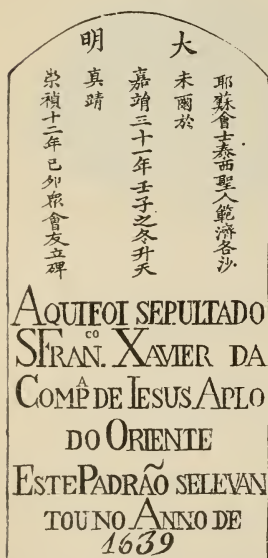 大明
耶穌會士泰西聖人範濟各沙
未爾於
嘉靖三十一年壬子之冬升天
真蹟
崇禎十二年己卯眾會友立碑
AQUI FOI SEPULTADO
S FRAN.CO XAVIER DA
COMPA DE IESUS APLO
DO ORIENTE
ESTE PADRÃO SE LEVAN
TOU NO ANNO DE
1639